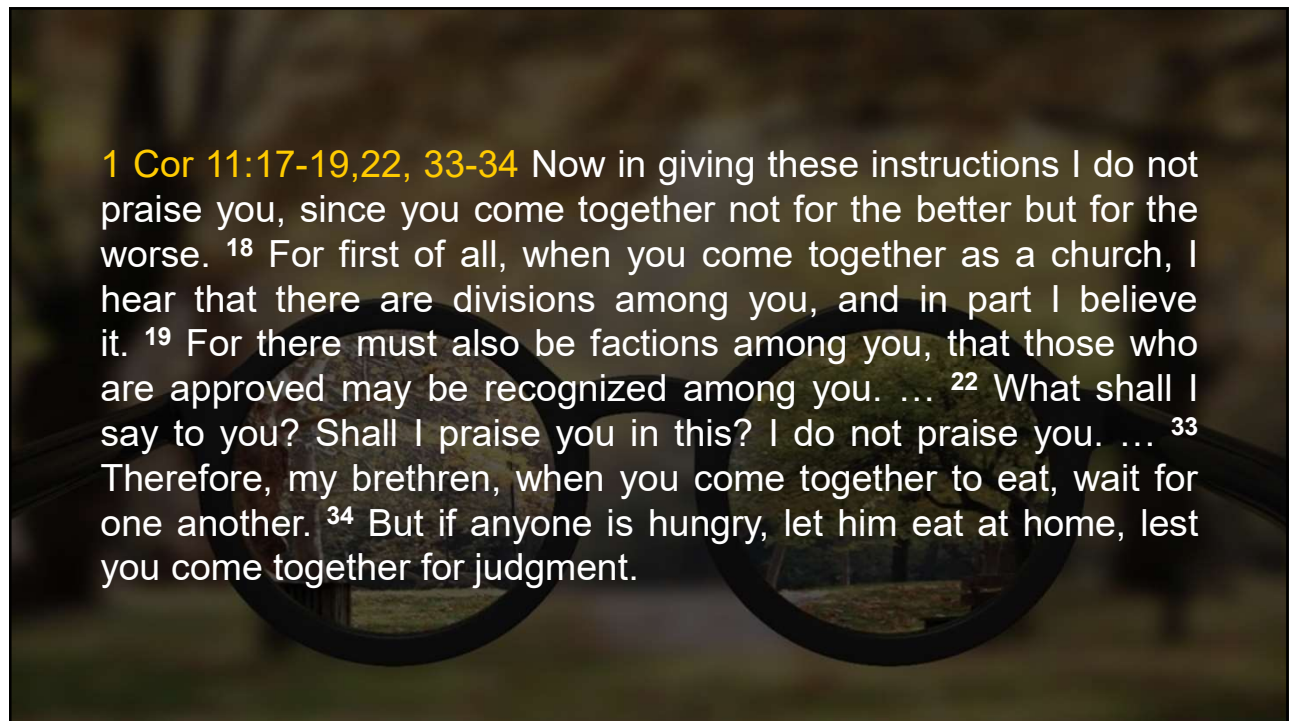 1 Cor 11:17-19,22, 33-34 Now in giving these instructions I do not
praise you, since you come together not for the better but for the
worse. 18 For first of all, when you come together as a church, I
hear that there are divisions among you, and in part I believe
it. 19 For there must also be factions among you, that those who
are approved may be recognized among you. … 22 What shall I
say to you? Shall I praise you in this? I do not praise you. … 33
Therefore, my brethren, when you come together to eat, wait for
one another. 34 But if anyone is hungry, let him eat at home, lest
you come together for judgment.